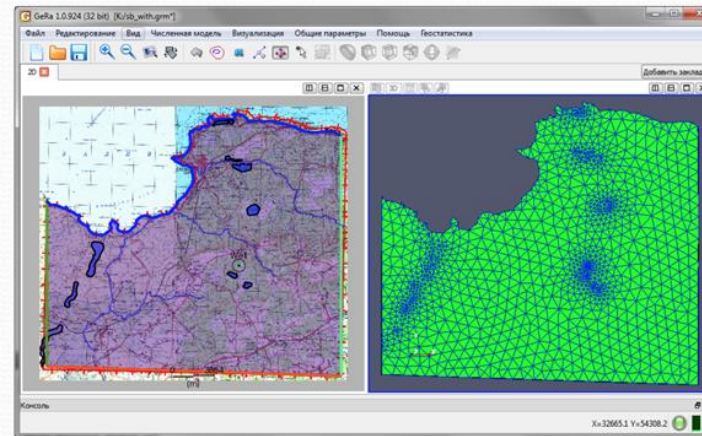 GeRa 1.0.924 (32 bit) [K:/sb_with.grm*]
Файл Редактирование Вид Численная модель Визуализация Общие параметры Помощь Геостатистика
2D
Добавить заклад
3D
(m)
Консоль
X=32665.1 Y=54308.2